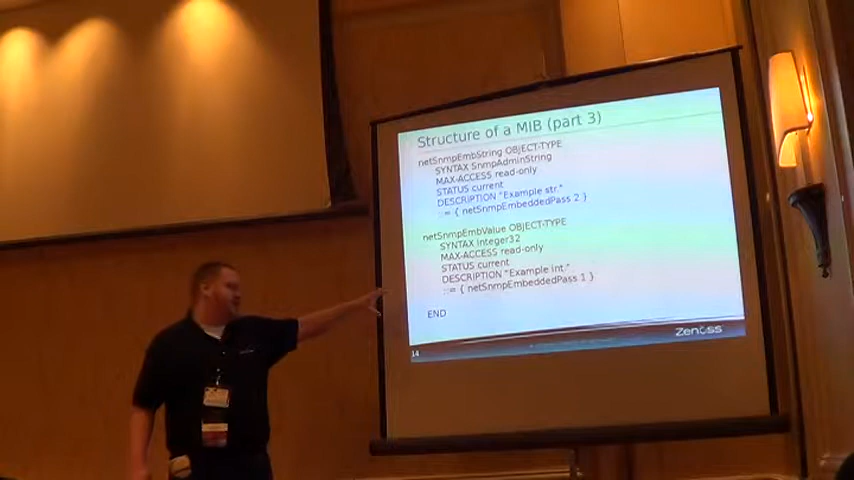 Structure of a MIB (part 3)
netSnmpEmbString OBJECT-TYPE
SYNTAX SnmpAdminString
MAX-ACCESS read-only
STATUS current
DESCRIPTION "Example str."
::= { netSnmpEmbeddedPass 2 }
netSnmpEmbValue OBJECT-TYPE
SYNTAX Integer32
MAX-ACCESS read-only
STATUS current
DESCRIPTION "Example int."
::= { netSnmpEmbeddedPass 1 }
END
14
Zenoss